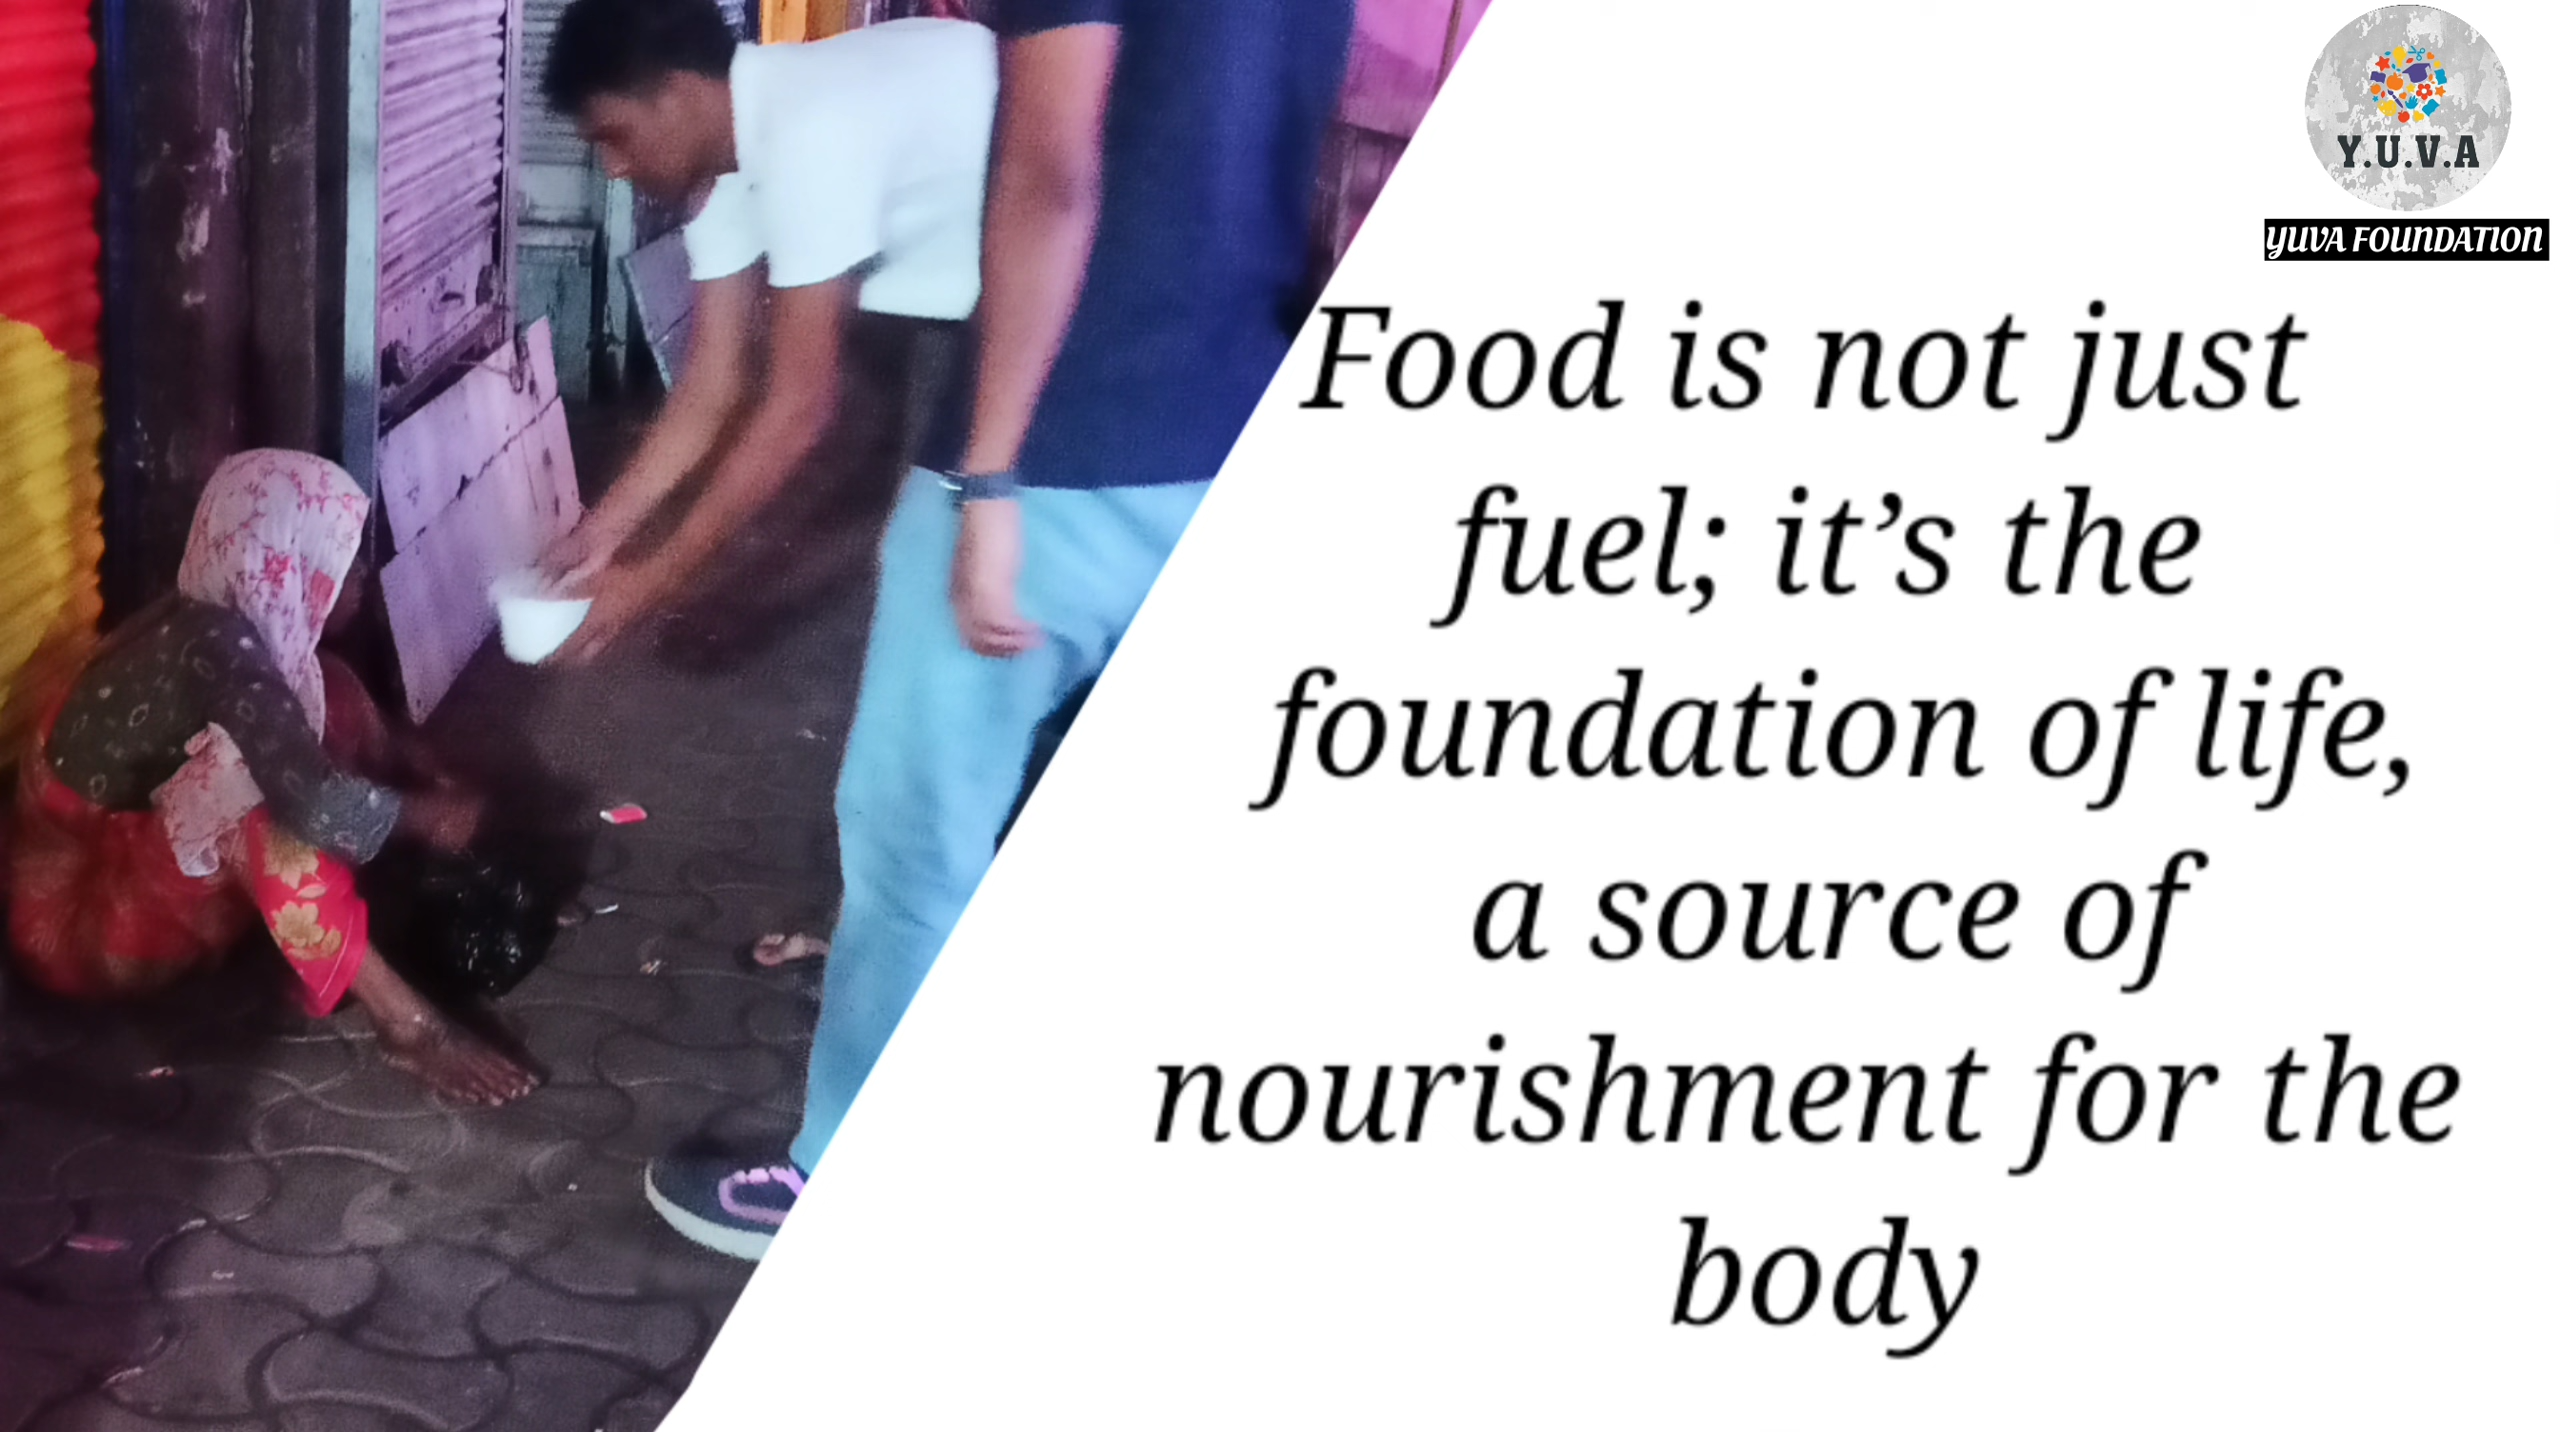 Y.U.V.A
YUVA FOUNDATION
Food is not just
fuel; it’s the
foundation of life,
a source of
nourishment for the
body